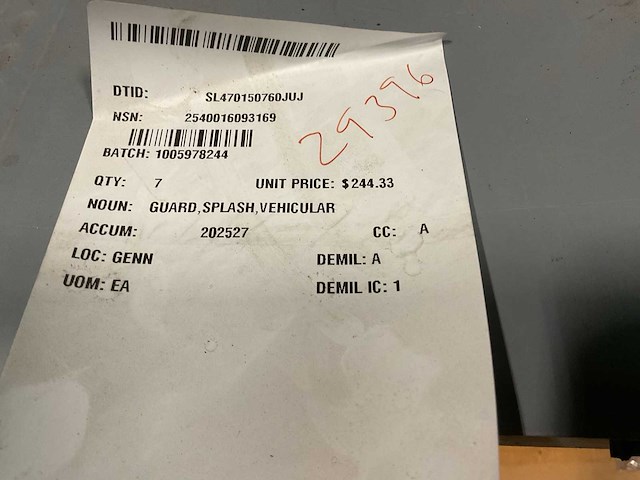 DTID: SL470150760JUJ
NSN: 2540016093169
29396
BATCH: 1005978244
QTY: 7 UNIT PRICE: $244.33
NOUN: GUARD,SPLASH,VEHICULAR
ACCUM: 202527 CC: A
LOC: GENN DEMIL: A
UOM: EA DEMIL IC: 1